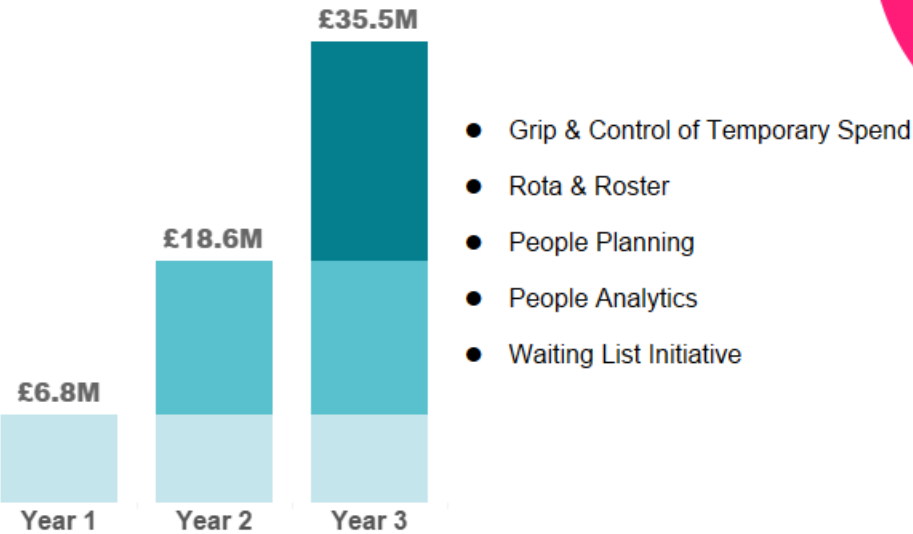 £35.5M
£18.6M
£6.8M
Year 1
Year 2
Year 3
● Grip & Control of Temporary Spend
● Rota & Roster
● People Planning
● People Analytics
● Waiting List Initiative